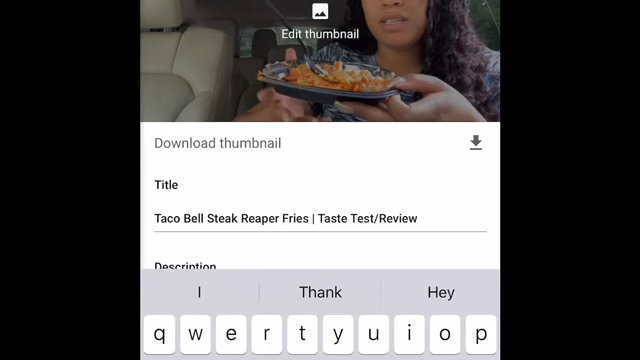 Edit thumbnail
Download thumbnail
Title
Taco Bell Steak Reaper Fries | Taste Test/Review
Description
I Thank Hey
q w e r t y u i o p